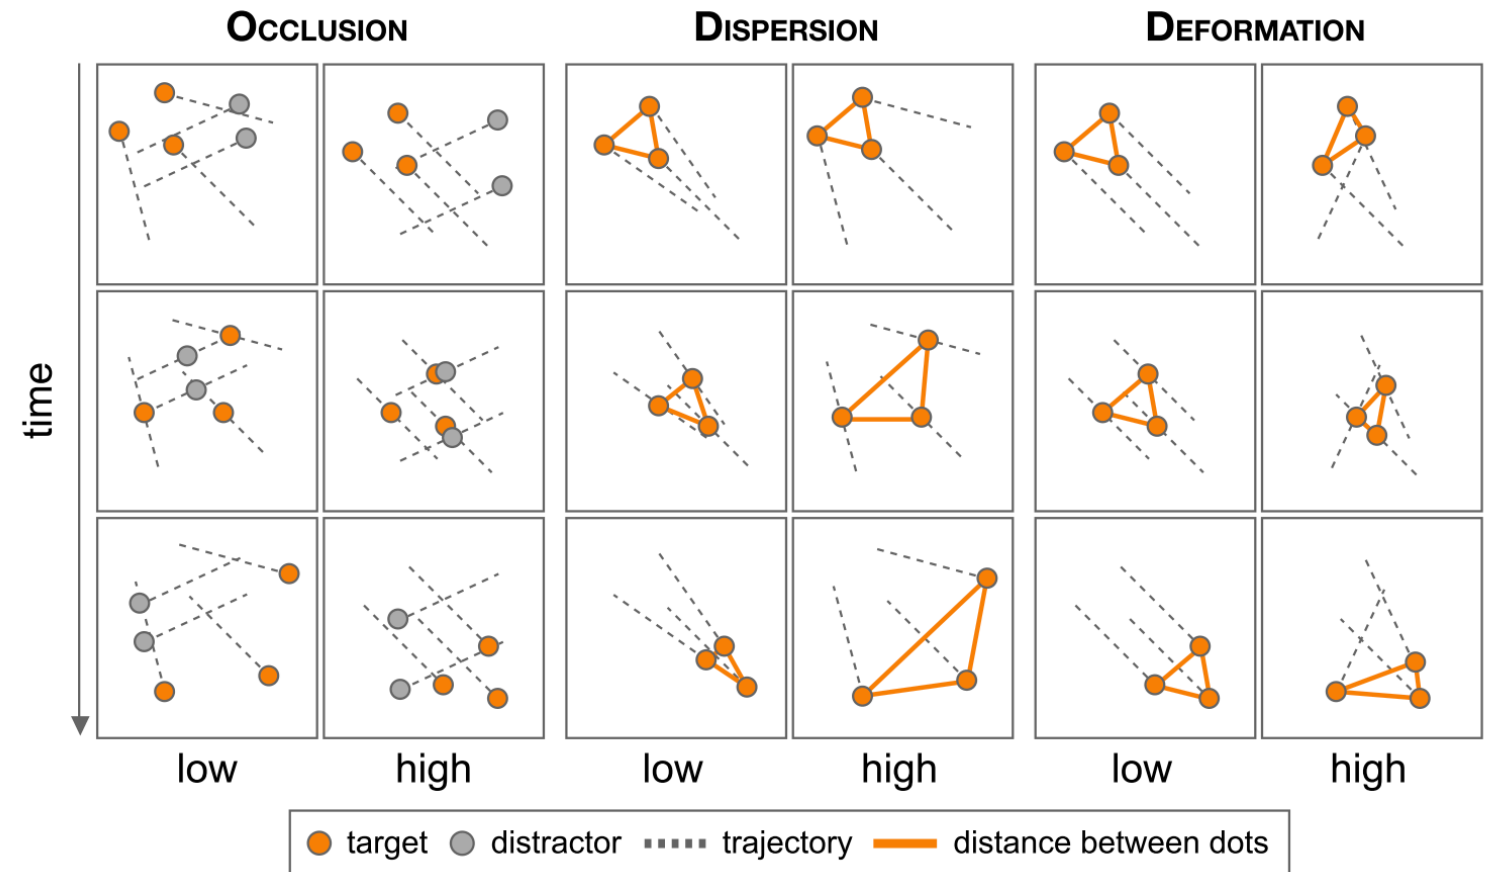 OCCLUSION
DISPERSION
DEFORMATION
time
low
high
low
high
low
high
target
distractor
trajectory
distance between dots